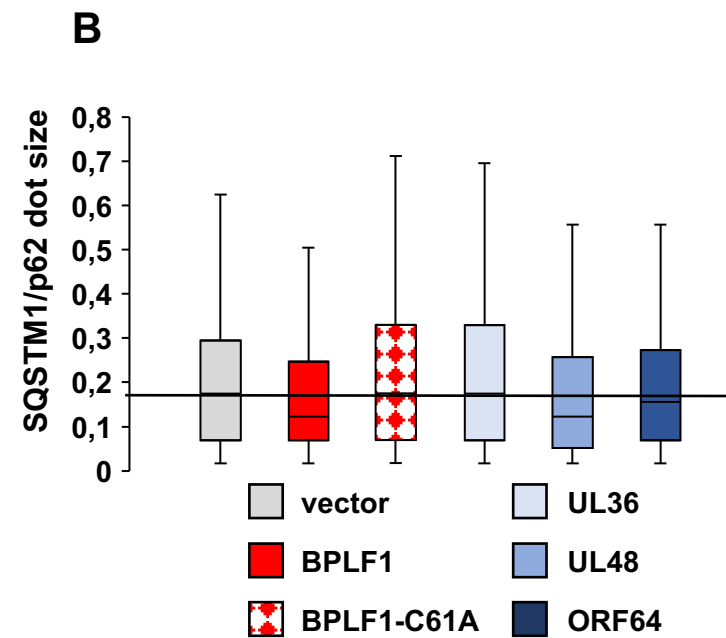 B
SQSTM1/p62 dot size
0,8
0,7
0,6
0,5
0,4
0,3
0,2
0,1
0
vector
UL36
BPLF1
UL48
BPLF1-C61A
ORF64